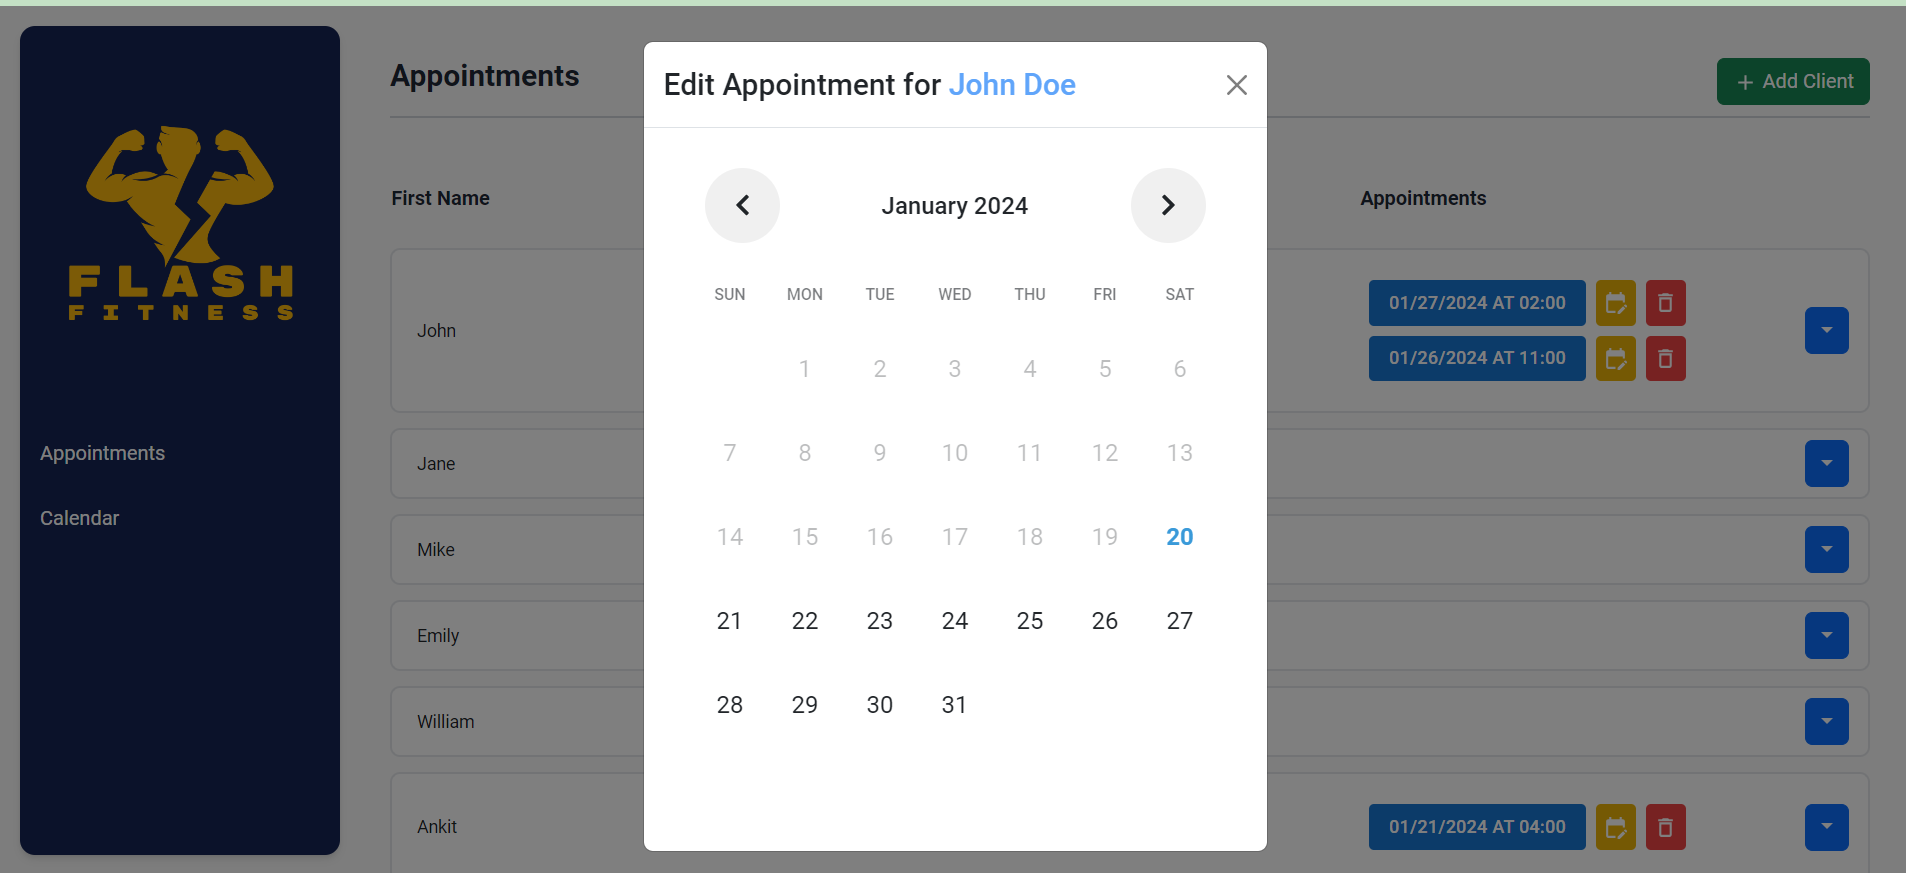 FLASH
FITNESS
Appointments
Calendar
Appointments
+ Add Client
First Name
Appointments
John
01/27/2024 AT 02:00
01/26/2024 AT 11:00
Jane
Mike
Emily
William
Ankit
01/21/2024 AT 04:00
Edit Appointment for John Doe
January 2024
SUN MON TUE WED THU FRI SAT
1 2 3 4 5 6
7 8 9 10 11 12 13
14 15 16 17 18 19 20
21 22 23 24 25 26 27
28 29 30 31